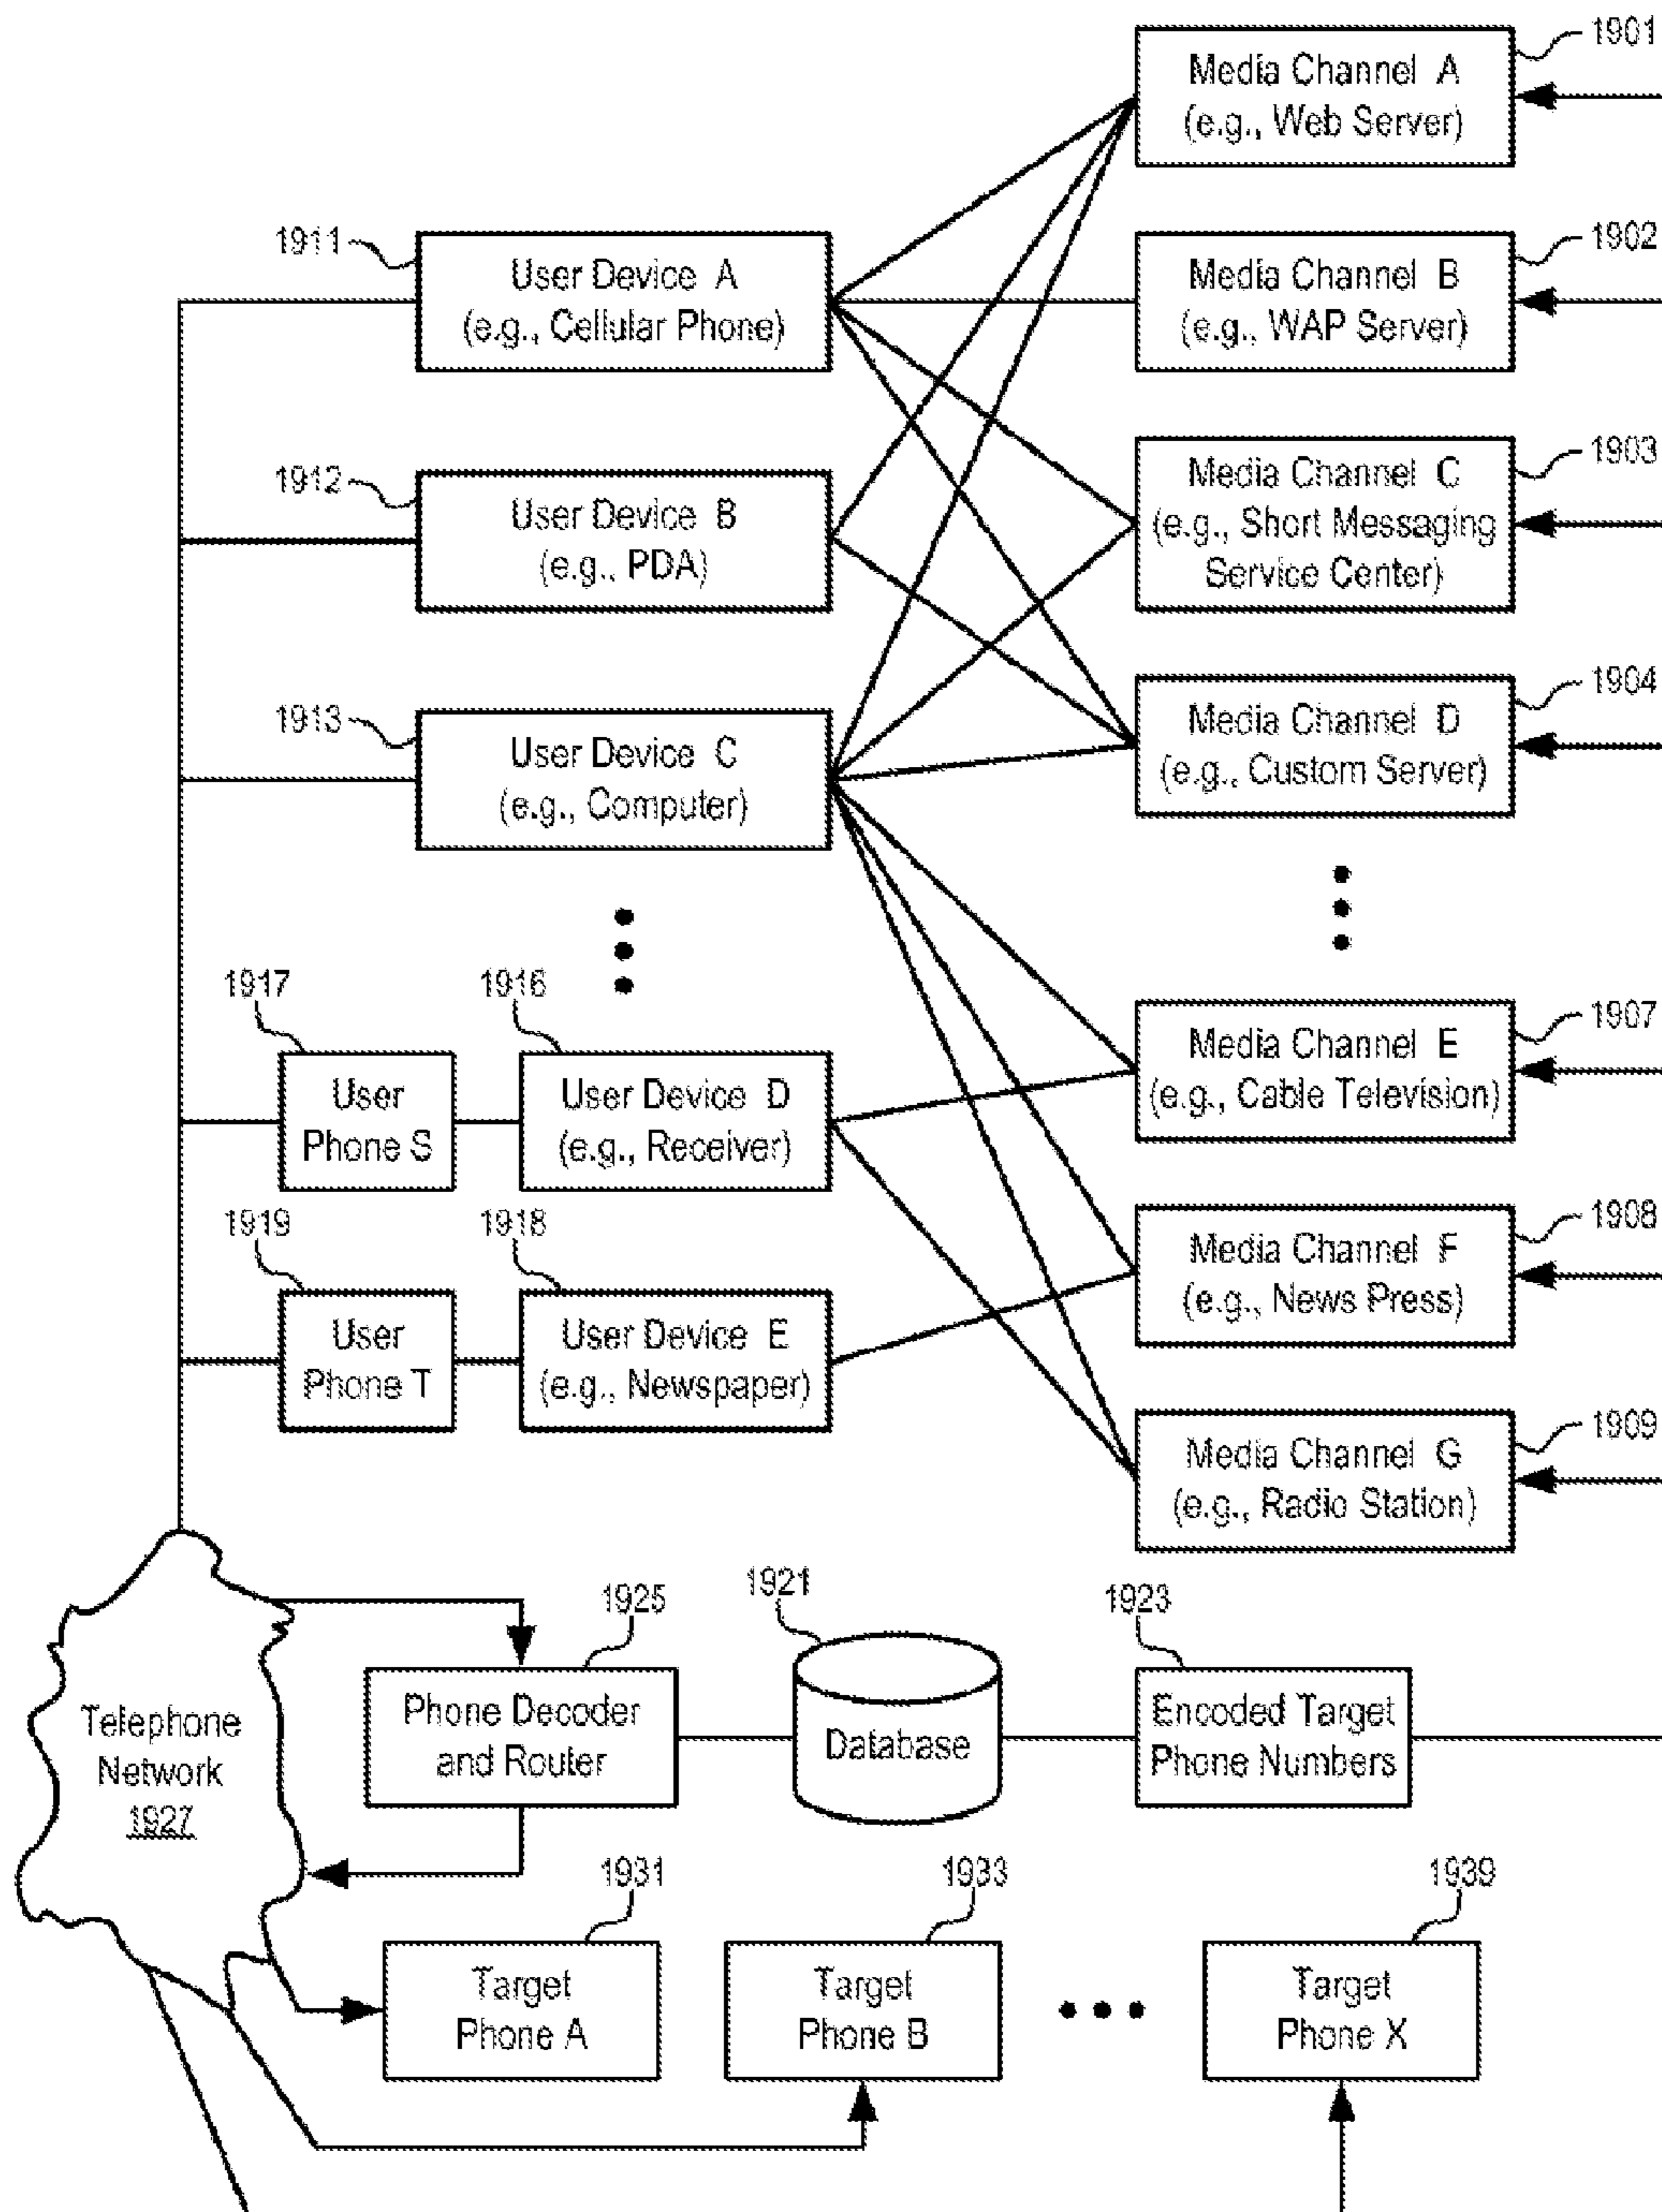 1901
Media Channel A
(e.g., Web Server)
1911
User Device A
(e.g., Cellular Phone)
1902
Media Channel B
(e.g., WAP Server)
1912
User Device B
(e.g., PDA)
1903
Media Channel C
(e.g., Short Messaging
Service Center)
1913
User Device C
(e.g., Computer)
1904
Media Channel D
(e.g., Custom Server)
1917
User
Phone S
1916
User Device D
(e.g., Receiver)
1907
Media Channel E
(e.g., Cable Television)
1919
User
Phone T
1918
User Device E
(e.g., Newspaper)
1908
Media Channel F
(e.g., News Press)
1909
Media Channel G
(e.g., Radio Station)
Telephone
Network
1927
1925
Phone Decoder
and Router
1921
Database
1923
Encoded Target
Phone Numbers
1931
Target
Phone A
1933
Target
Phone B
1939
Target
Phone X